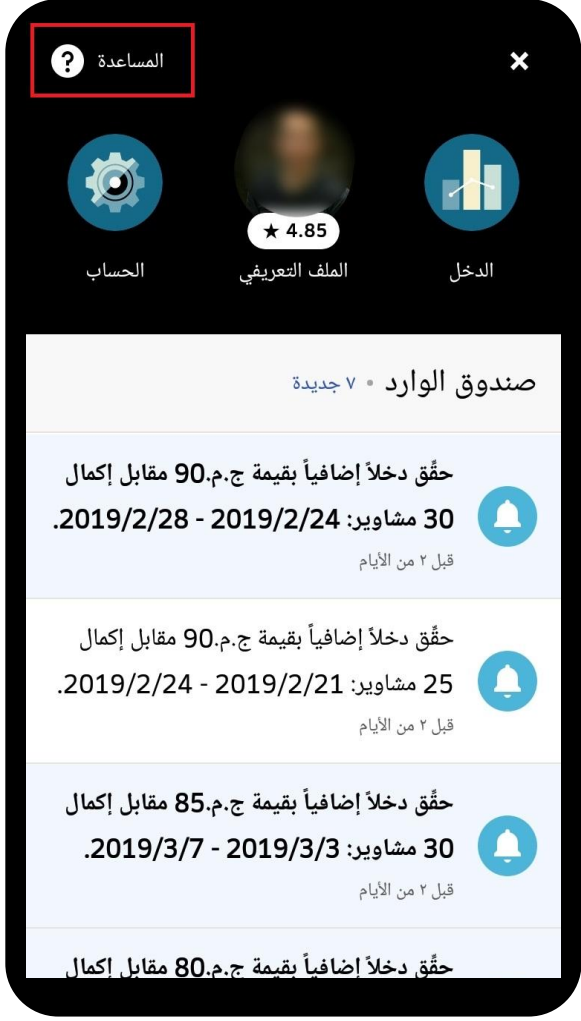 المساعدة ?
4.85 ★
الدخل
الملف التعريفي
الحساب
صندوق الوارد • ٧ جديدة
حقِّق دخلاً إضافياً بقيمة ج.م.90 مقابل إكمال
30 مشاوير: 2019/2/24 - 2019/2/28.
قبل ٢ من الأيام
حقِّق دخلاً إضافياً بقيمة ج.م.90 مقابل إكمال
25 مشاوير: 2019/2/21 - 2019/2/24.
قبل ٢ من الأيام
حقِّق دخلاً إضافياً بقيمة ج.م.85 مقابل إكمال
30 مشاوير: 2019/3/3 - 2019/3/7.
قبل ٢ من الأيام
حقِّق دخلاً إضافياً بقيمة ج.م.80 مقابل إكمال